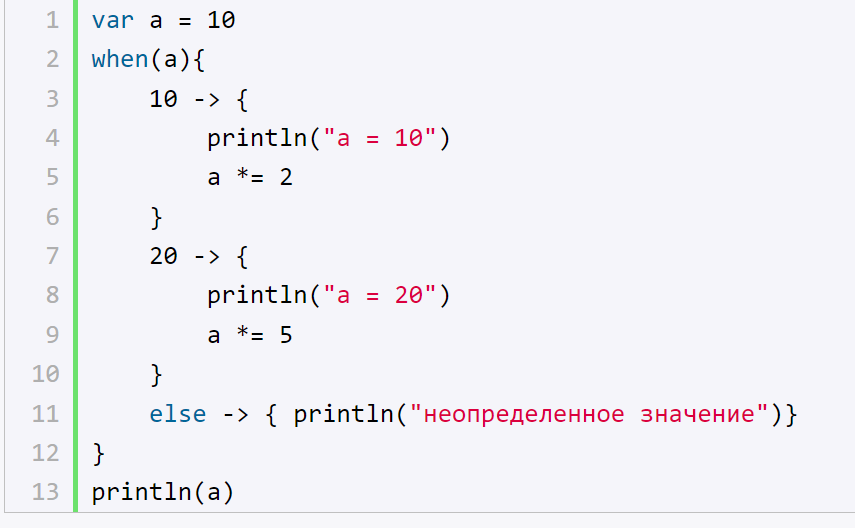 1 var a = 10
2 when(a){
3     10 -> {
4         println("a = 10")
5         a *= 2
6     }
7     20 -> {
8         println("a = 20")
9         a *= 5
10     }
11     else -> { println("неопределенное значение")}
12 }
13 println(a)